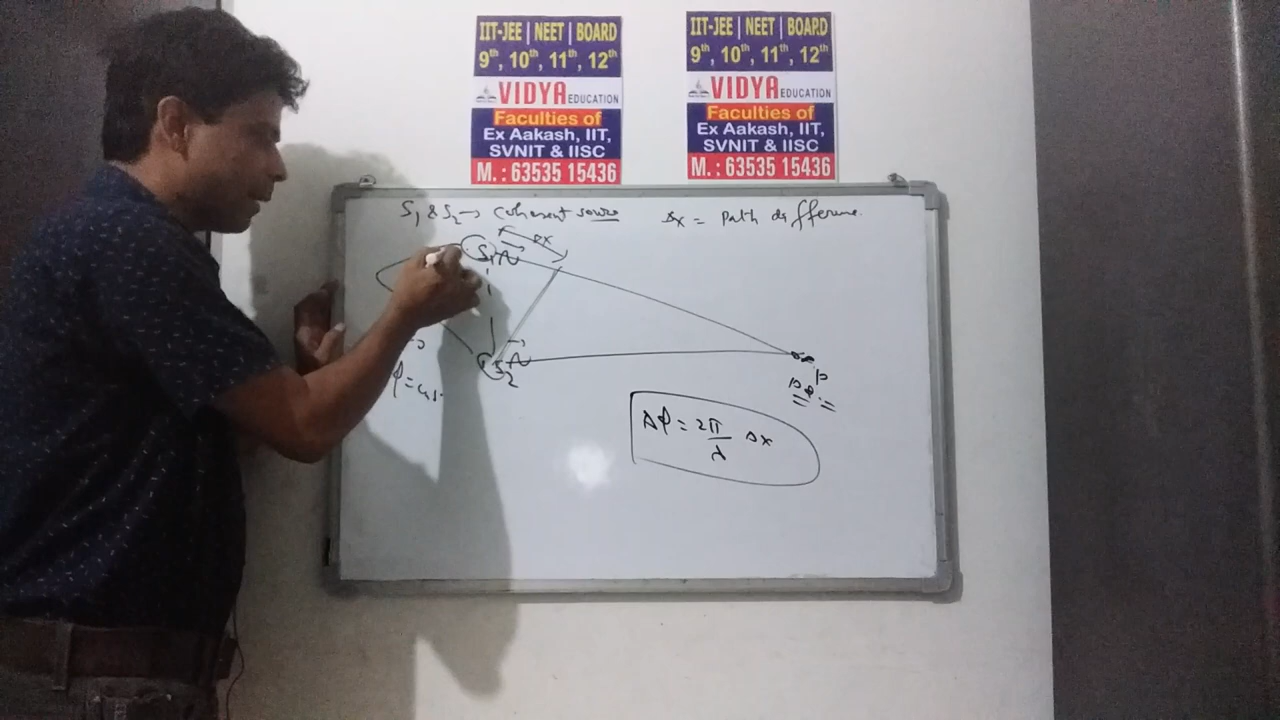 IIT-JEE | NEET | BOARD
9th, 10th, 11th, 12th
VIDYA EDUCATION
Faculties of
Ex Aakash, IIT,
SVNIT & IISC
M. : 63535 15436
IIT-JEE | NEET | BOARD
9th, 10th, 11th, 12th
VIDYA EDUCATION
Faculties of
Ex Aakash, IIT,
SVNIT & IISC
M. : 63535 15436
S₁ & S₂ → coherent source
Δx = path difference.
Δx
S₁
S₂
P
Δφ = 2π/λ Δx